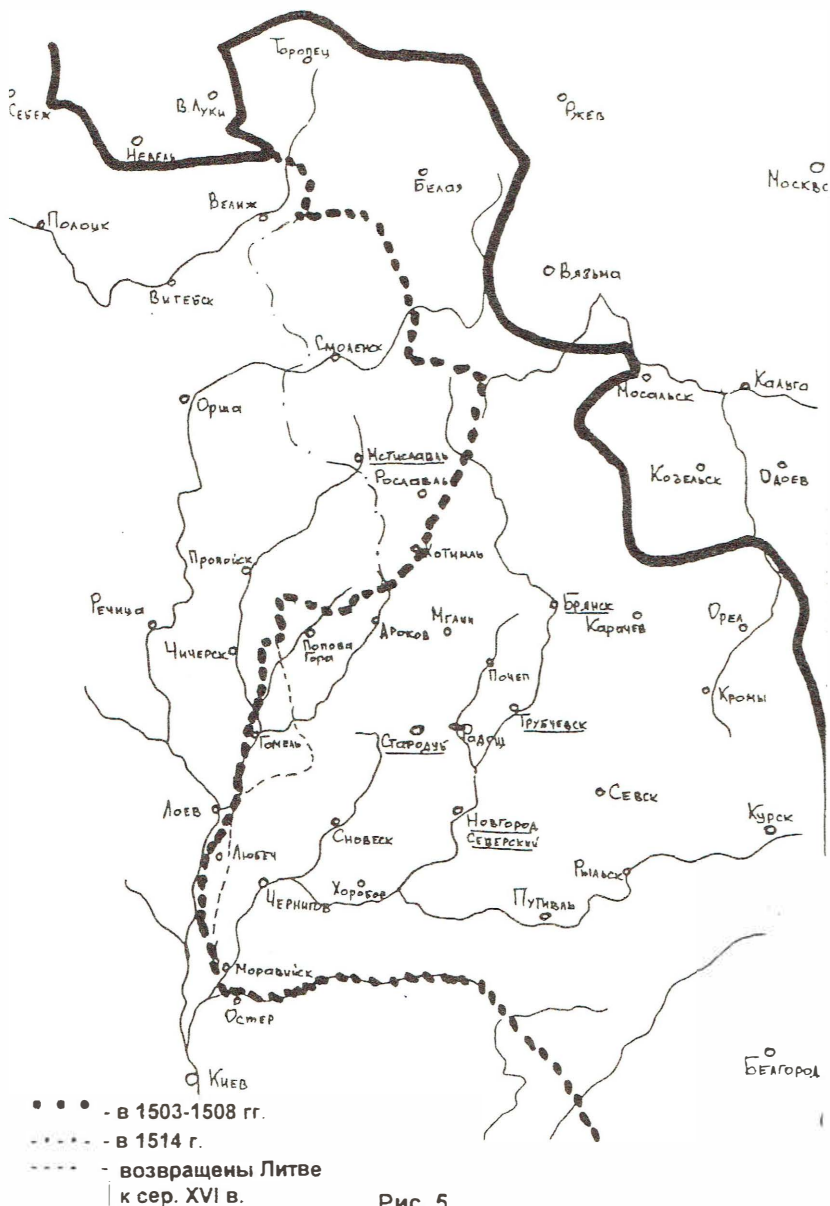 Торопец
Себеж
В.Луки
Ржев
Невель
Белая
Москва
Велиж
Полоцк
Вязьма
Витебск
Смоленск
Орша
Мосальск
Калуга
Мстиславль
Рославль
Козельск
Одоев
Пропойск
Хотимль
Речица
Брянск
Карачев
Орел
Чичерск
Попова
Гора
Дроков
Мглин
Почеп
Кромы
Трубчевск
Гомель
Стародуб
Радощ
Севск
Лоев
Курск
Новгород
Северский
Сновеск
Любеч
Рыльск
Чернигов
Хоробор
Путивль
Моравийск
Остер
Киев
Белгород
- в 1503-1508 гг.
- в 1514 г.
- возвращены Литве
к сер. XVI в.
Рис. 5